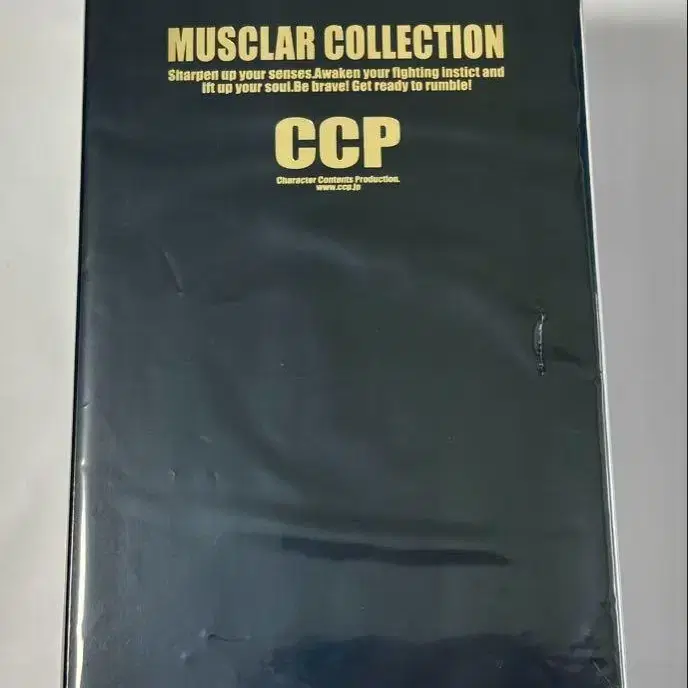 MUSCLAR COLLECTION
Sharpen up your senses.Awaken your fighting instict and
lft up your soul.Be brave! Get ready to rumble!
CCP
Character Contents Production.
www.ccp.jp